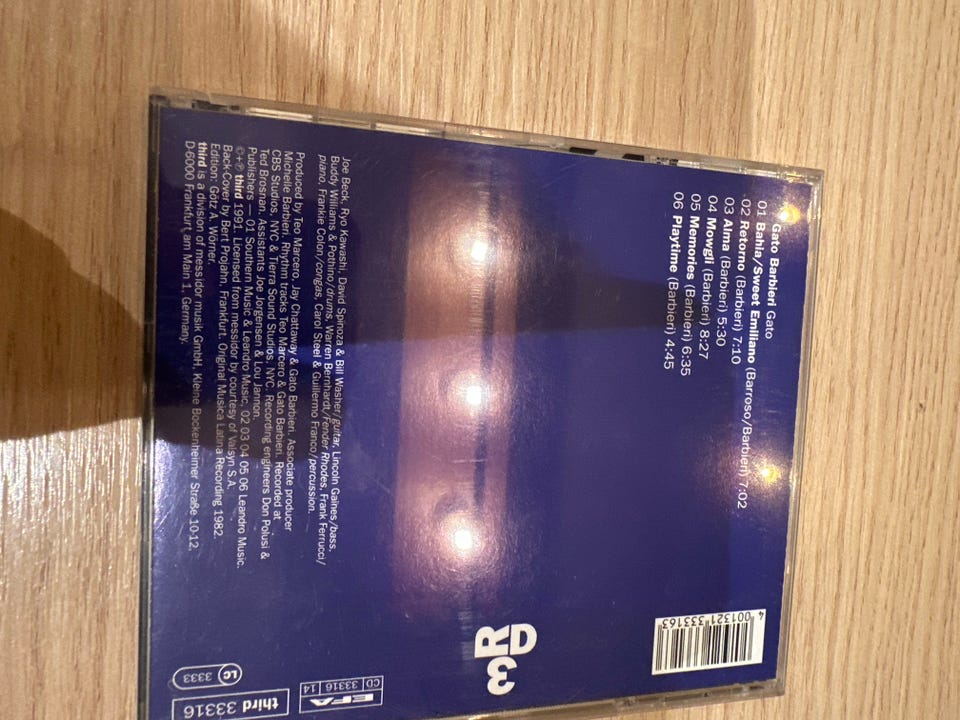 Gato Barbieri Gato
01 Bahia/Sweet Emiliano (Barroso/Barbieri) 7:02
02 Retorno (Barbieri) 7:10
03 Alma (Barbieri) 5:30
04 Mowgli (Barbieri) 8:27
05 Memories (Barbieri) 6:35
06 Playtime (Barbieri) 4:45
4 001321 333163
3RD
Joe Beck, Ryo Kawashi, David Spinoza & Bill Washer/guitar, Lincoln Gaines/bass,
Buddy Williams & Pothino/drums, Warren Bernhardt/Fender Rhodes, Frank Ferrucci/
piano, Frankie Colon/congas, Carol Steel & Guillermo Franco/percussion.
Produced by Teo Marcero, Jay Chattaway & Gato Barbieri. Associate producer
Michelle Barbieri. Rhythm tracks Teo Marcero & Gato Barbieri. Recorded at
CBS Studios, NYC & Tierra Sound Studios, NYC. Recording engineers Don Polusi &
Ted Brosnan. Assistants Joe Jorgensen & Lou Jannon.
Publishers — 01 Southern Music & Leandro Music, 02 03 04 05 06 Leandro Music.
©+℗ third 1991. Licensed from messidor by courtesy of Valsyn S.A.
Back-Cover by Bert Projahn, Frankfurt. Original Musica Latina Recording 1982.
Edition: Götz A. Wörner.
third is a division of messidor musik GmbH, Kleine Bockenheimer Straße 10-12,
D-6000 Frankfurt am Main 1, Germany.
EFA
CD 33316 14
third 33316
LC 3333